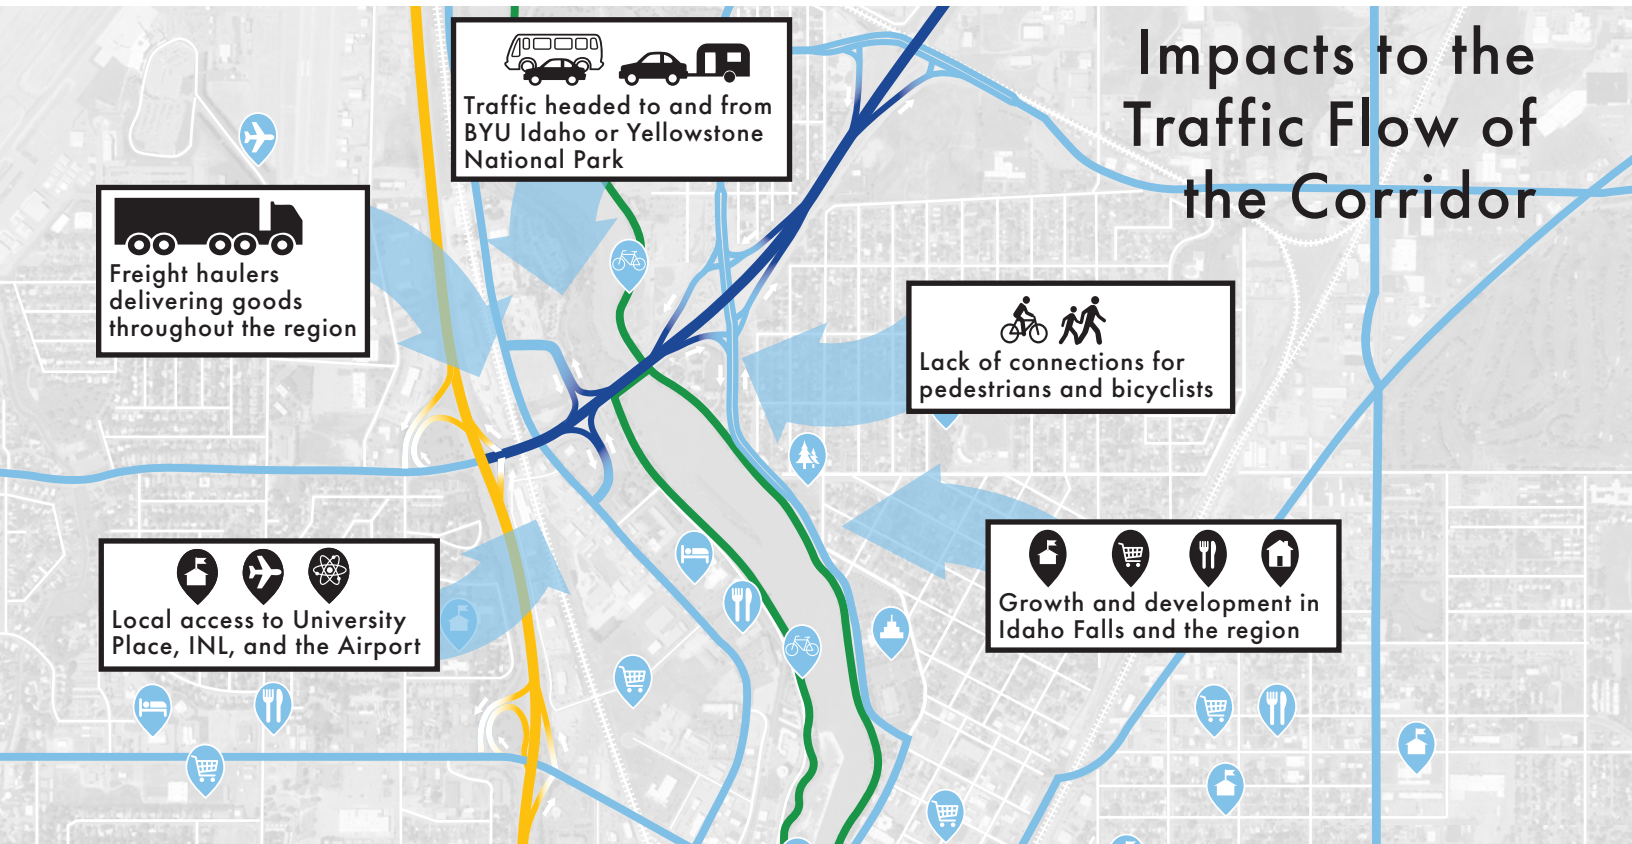 Impacts to the
Traffic Flow of
the Corridor
Traffic headed to and from
BYU Idaho or Yellowstone
National Park
Freight haulers
delivering goods
throughout the region
Lack of connections for
pedestrians and bicyclists
Growth and development in
Idaho Falls and the region
Local access to University
Place, INL, and the Airport